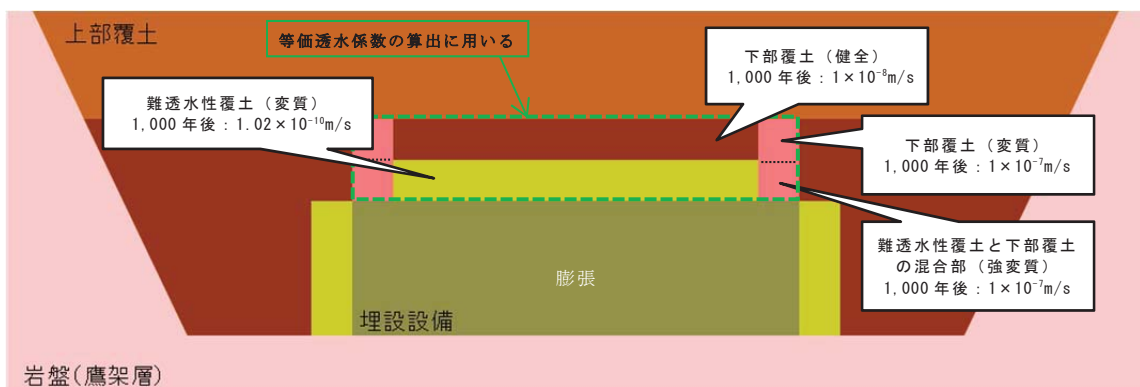 上部覆土
等価透水係数の算出に用いる
下部覆土（健全）
1,000 年後：1×10⁻⁸m/s
難透水性覆土（変質）
1,000 年後：1.02×10⁻¹⁰m/s
下部覆土（変質）
1,000 年後：1×10⁻⁷m/s
難透水性覆土と下部覆土
の混合部（強変質）
1,000 年後：1×10⁻⁷m/s
膨張
埋設設備
岩盤(鷹架層)